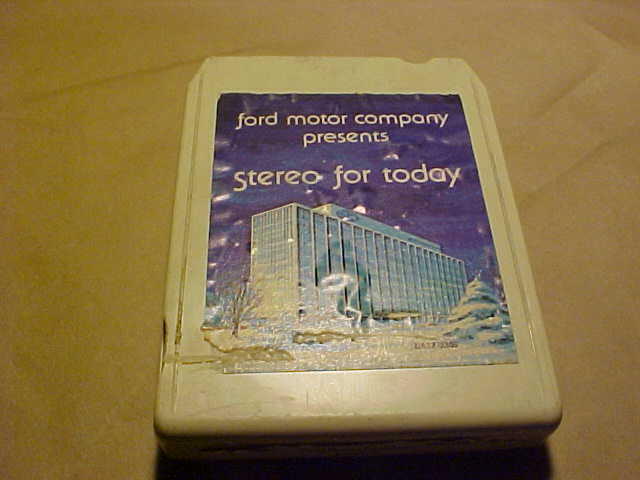 ford motor company
presents
stereo for today